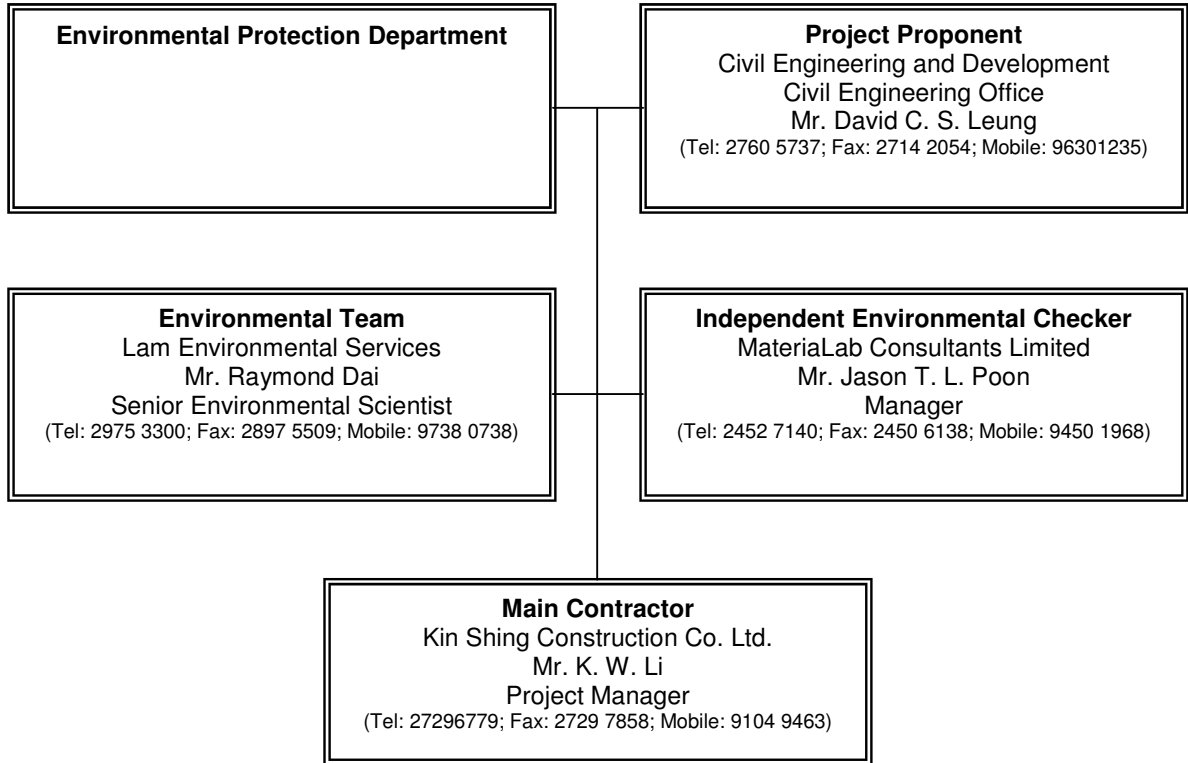 Environmental Protection Department
Project Proponent
Civil Engineering and Development
Civil Engineering Office
Mr. David C. S. Leung
(Tel: 2760 5737; Fax: 2714 2054; Mobile: 96301235)
Environmental Team
Lam Environmental Services
Mr. Raymond Dai
Senior Environmental Scientist
(Tel: 2975 3300; Fax: 2897 5509; Mobile: 9738 0738)
Independent Environmental Checker
MateriaLab Consultants Limited
Mr. Jason T. L. Poon
Manager
(Tel: 2452 7140; Fax: 2450 6138; Mobile: 9450 1968)
Main Contractor
Kin Shing Construction Co. Ltd.
Mr. K. W. Li
Project Manager
(Tel: 27296779; Fax: 2729 7858; Mobile: 9104 9463)